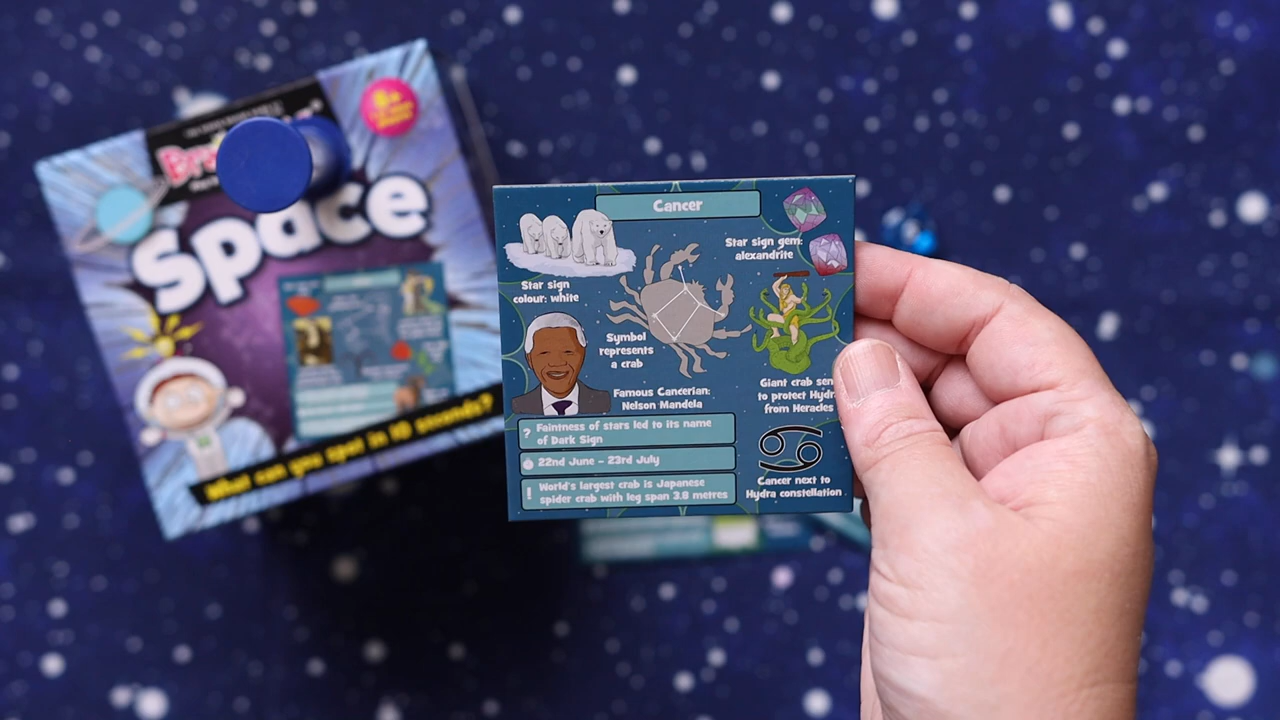 Space
What can you spot in 10 seconds?
Cancer
Star sign gem:
alexandrite
Star sign
colour: white
Symbol
represents
a crab
Famous Cancerian:
Nelson Mandela
Giant crab sen
to protect Hydr
from Heracles
? Faintness of stars led to its name
of Dark Sign
22nd June - 23rd July
! World's largest crab is Japanese
spider crab with leg span 3.8 metres
Cancer next to
Hydra constellation